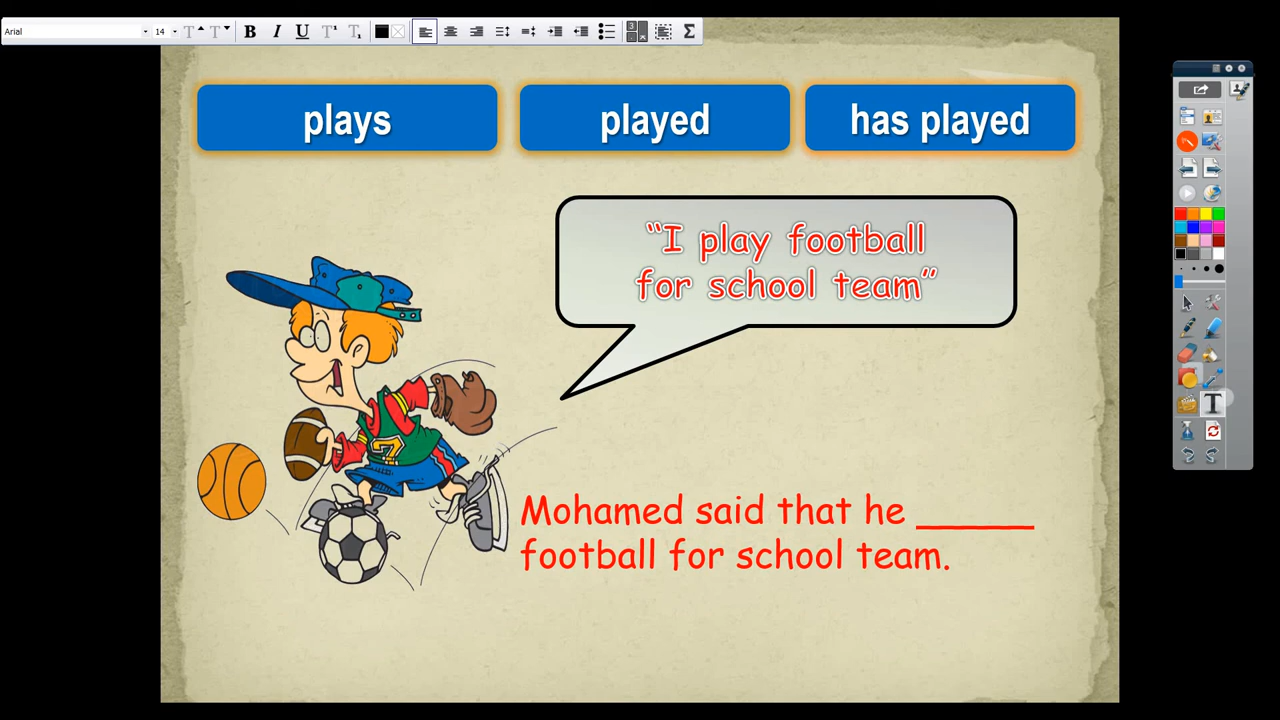 Arial
14
plays
played
has played
“I play football
for school team”
7
Mohamed said that he ______
football for school team.